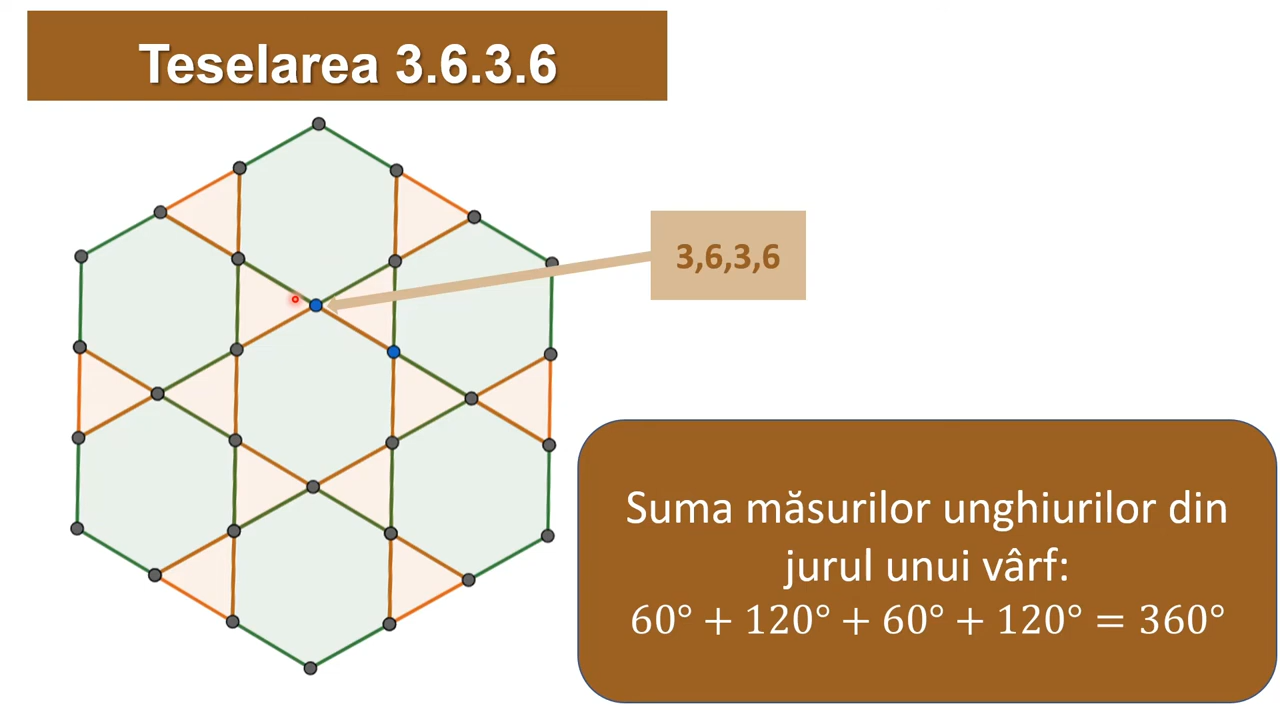 Teselarea 3.6.3.6
3,6,3,6
Suma măsurilor unghiurilor din
jurul unui vârf:
60° + 120° + 60° + 120° = 360°